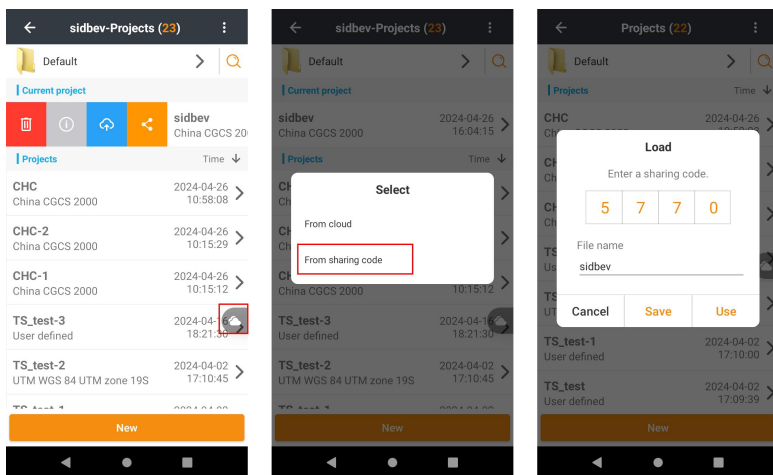 sidbev-Projects (23)
Default
Current project
sidbev
China CGCS 20
Projects
Time
CHC
2024-04-26
China CGCS 2000
10:58:08
CHC-2
2024-04-26
China CGCS 2000
10:15:29
CHC-1
2024-04-26
China CGCS 2000
10:15:12
TS_test-3
2024-04-16
User defined
18:21:30
TS_test-2
2024-04-02
UTM WGS 84 UTM zone 19S
17:10:45
New
sidbev-Projects (23)
Default
Current project
sidbev
2024-04-26
China CGCS 2000
16:04:15
Projects
Time
Select
From cloud
From sharing code
China CGCS 2000
10:15:12
TS_test-3
2024-04-16
User defined
18:21:30
TS_test-2
2024-04-02
UTM WGS 84 UTM zone 19S
17:10:45
New
Projects (22)
Default
Projects
Time
CHC
2024-04-26
Load
Enter a sharing code.
5 7 7 0
File name
sidbev
Cancel
Save
Use
TS_test-1
2024-04-02
User defined
17:10:00
TS_test
2024-04-02
User defined
17:09:39
New